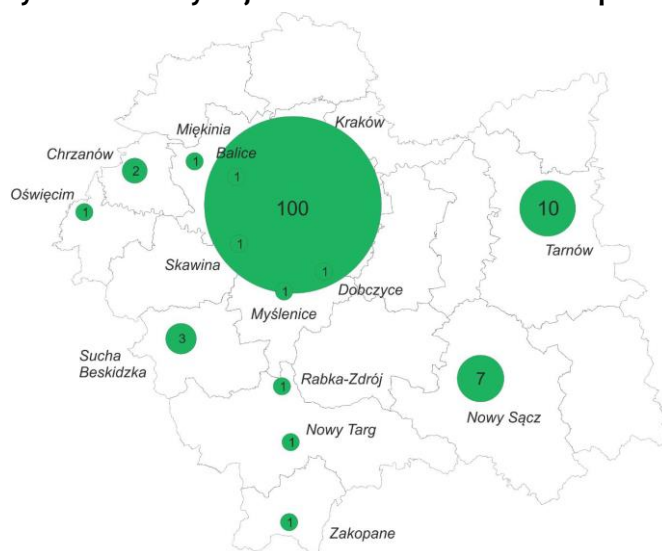 Miękinia
Kraków
Chrzanów
1
Balice
2
1
Oświęcim
1
100
10
1
Tarnów
Skawina
1
Dobczyce
1
Myślenice
3
Sucha
Beskidzka
1
Rabka-Zdrój
7
Nowy Sącz
Nowy Targ
1
1
Zakopane